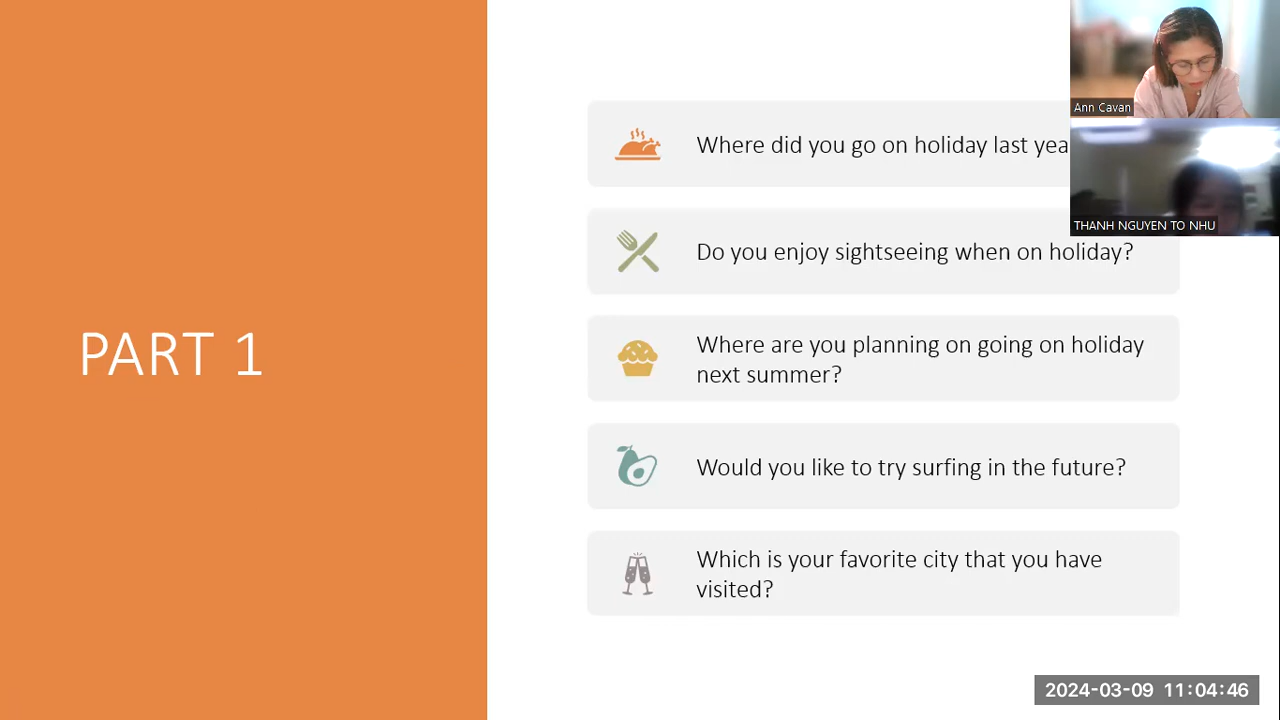 PART 1
Where did you go on holiday last yea
Do you enjoy sightseeing when on holiday?
Where are you planning on going on holiday
next summer?
Would you like to try surfing in the future?
Which is your favorite city that you have
visited?
Ann Cavan
THANH NGUYEN TO NHU
2024-03-09 11:04:46